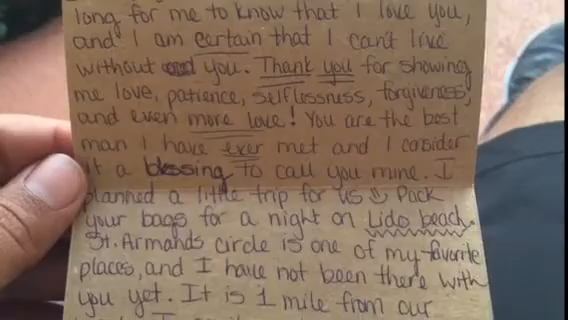 long for me to know that I love you,
and I am certain that I can't live
without you. Thank you for showing
me love, patience, selflessness, forgiveness,
and even more love! You are the best
man I have ever met and I consider
it a blessing to call you mine. I
planned a little trip for us Pack
your bags for a night on Lido beach.
St. Armands circle is one of my favorite
places, and I have not been there with
you yet. It is 1 mile from our